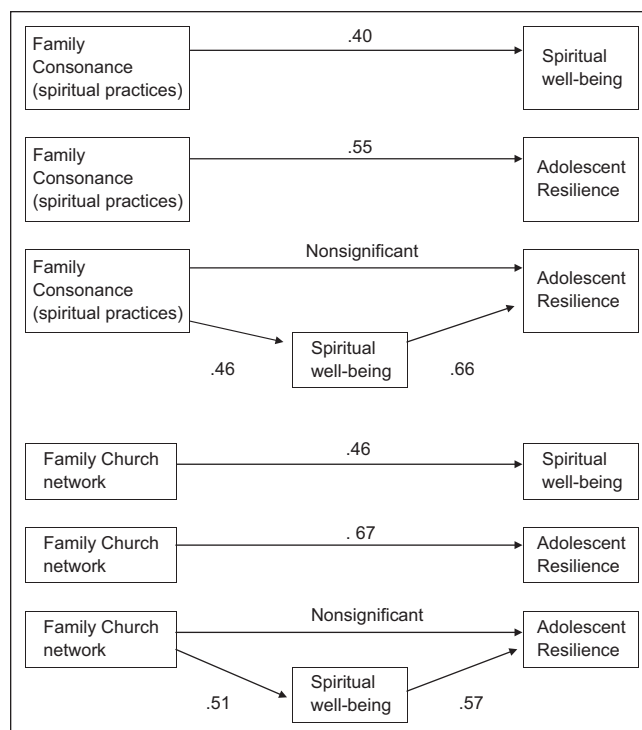 Family
Consonance
(spiritual practices)
.40
Spiritual
well-being
Family
Consonance
(spiritual practices)
.55
Adolescent
Resilience
Family
Consonance
(spiritual practices)
Nonsignificant
Adolescent
Resilience
.46
Spiritual
well-being
.66
Family Church
network
.46
Spiritual
well-being
Family Church
network
. 67
Adolescent
Resilience
Family Church
network
Nonsignificant
Adolescent
Resilience
.51
Spiritual
well-being
.57